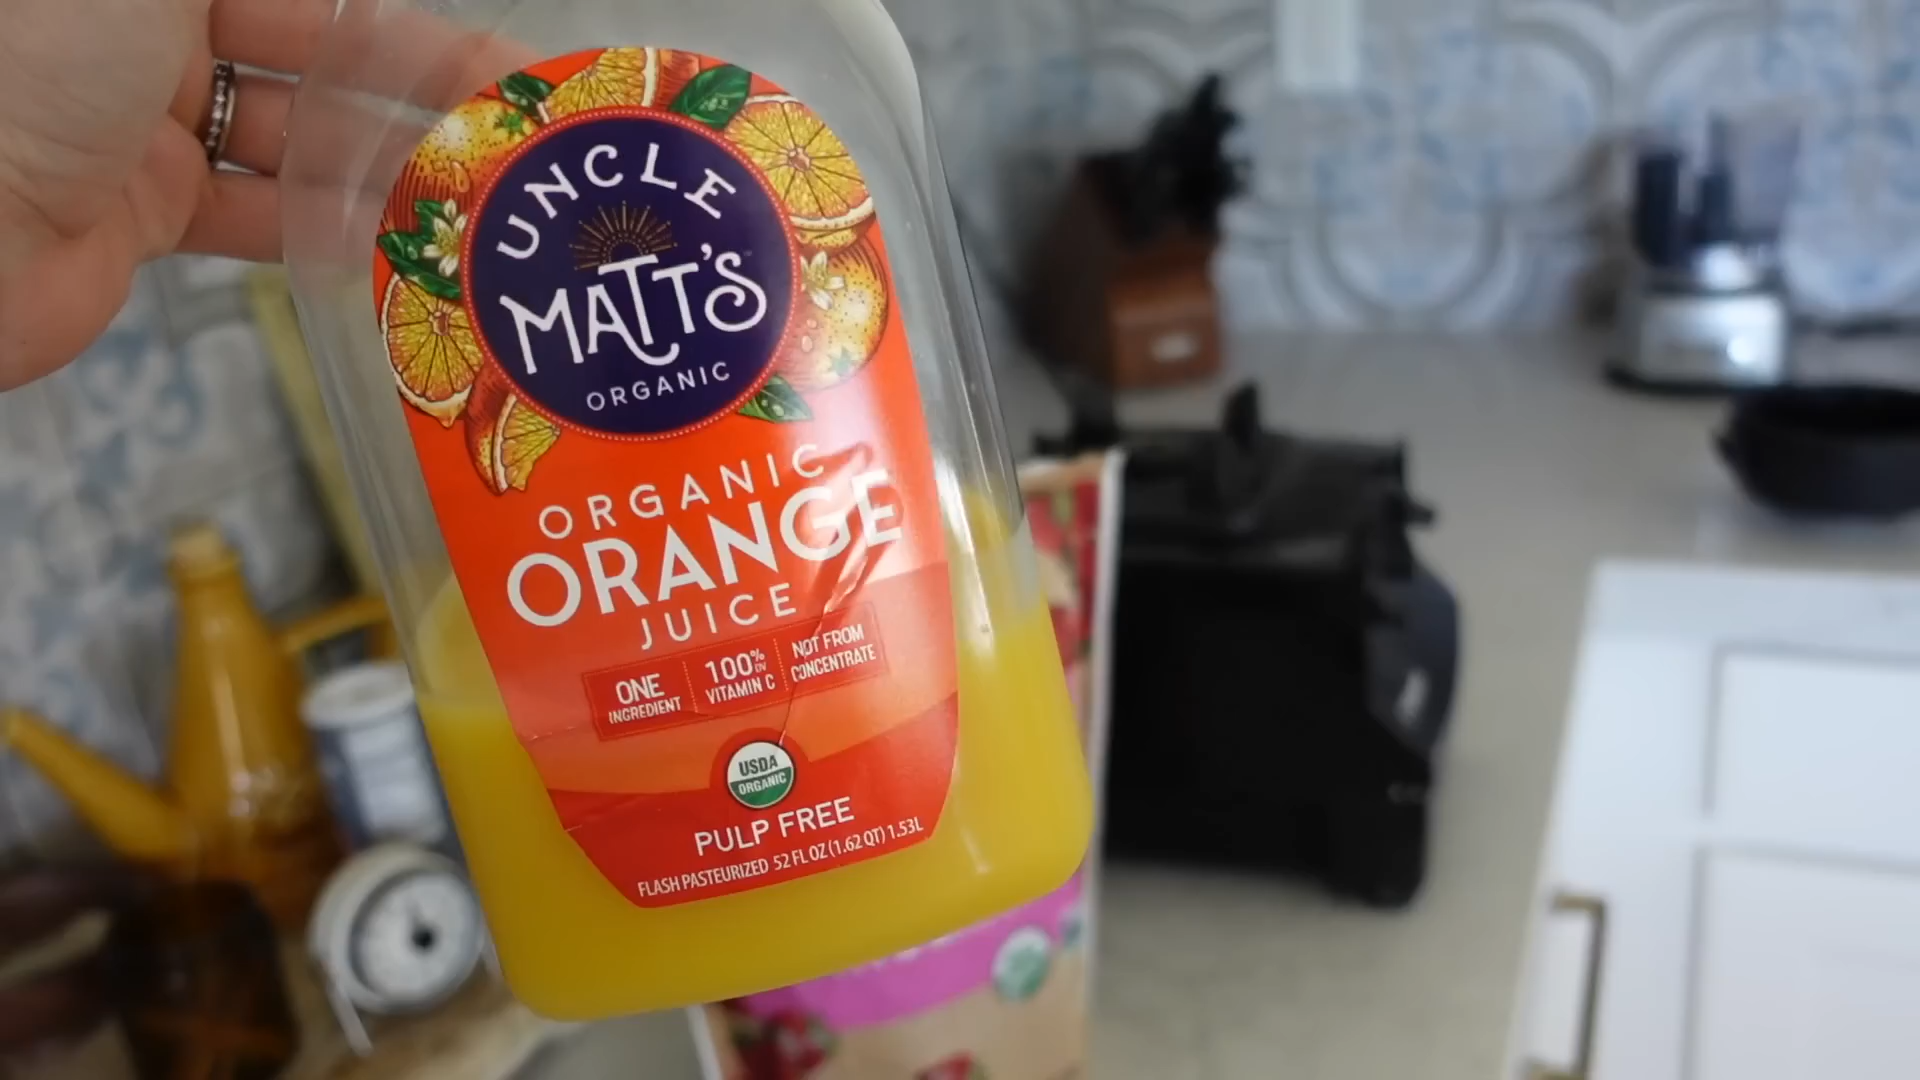 UNCLE
MATT'S™
ORGANIC
ORGANIC
ORANGE
JUICE
ONE
INGREDIENT
100% DV
VITAMIN C
NOT FROM
CONCENTRATE
USDA
ORGANIC
PULP FREE
FLASH PASTEURIZED 52 FL OZ (1.62 QT) 1.53L